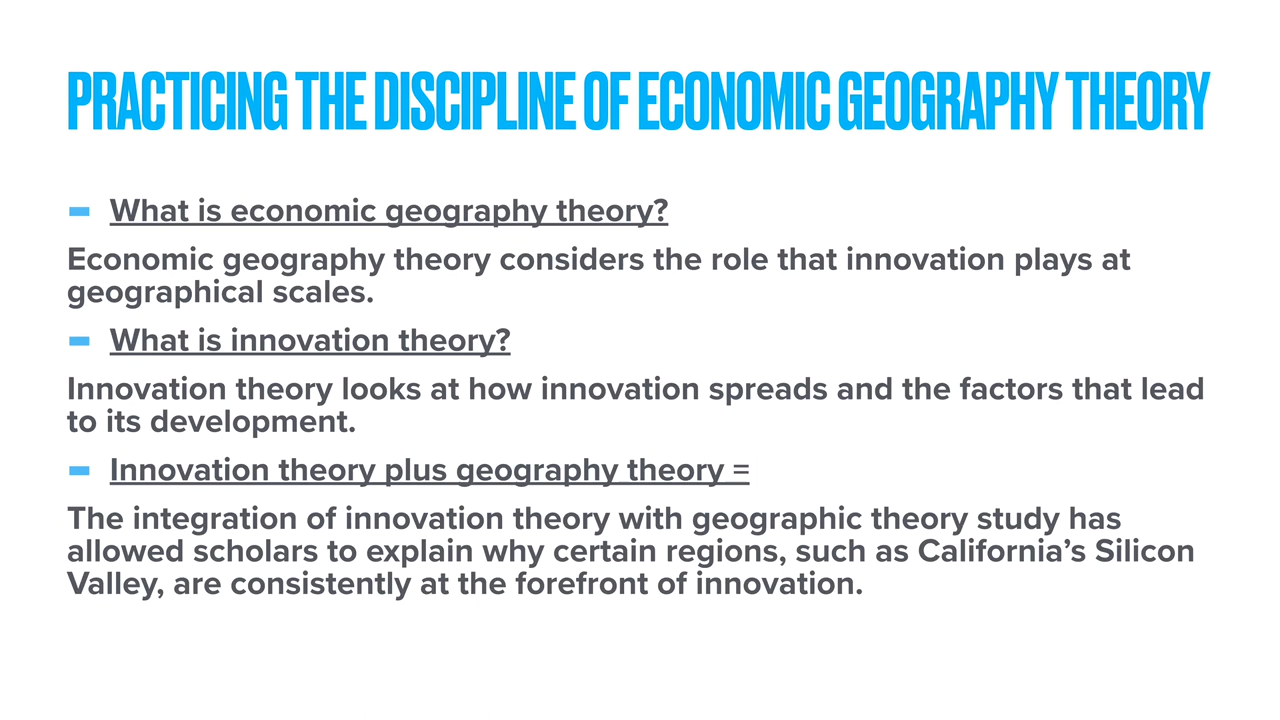 PRACTICING THE DISCIPLINE OF ECONOMIC GEOGRAPHY THEORY
What is economic geography theory?
Economic geography theory considers the role that innovation plays at
geographical scales.
What is innovation theory?
Innovation theory looks at how innovation spreads and the factors that lead
to its development.
Innovation theory plus geography theory =
The integration of innovation theory with geographic theory study has
allowed scholars to explain why certain regions, such as California’s Silicon
Valley, are consistently at the forefront of innovation.